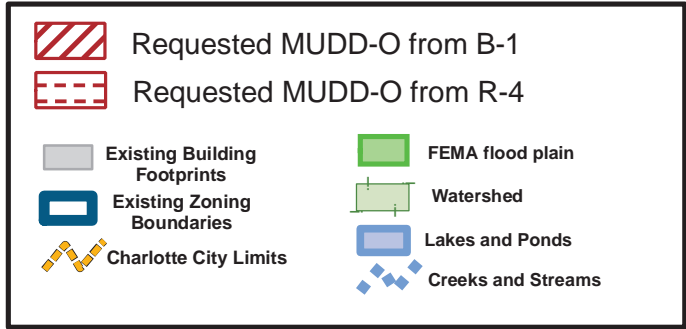 Requested MUDD-O from B-1
Requested MUDD-O from R-4
Existing Building
Footprints
Existing Zoning
Boundaries
Charlotte City Limits
FEMA flood plain
Watershed
Lakes and Ponds
Creeks and Streams